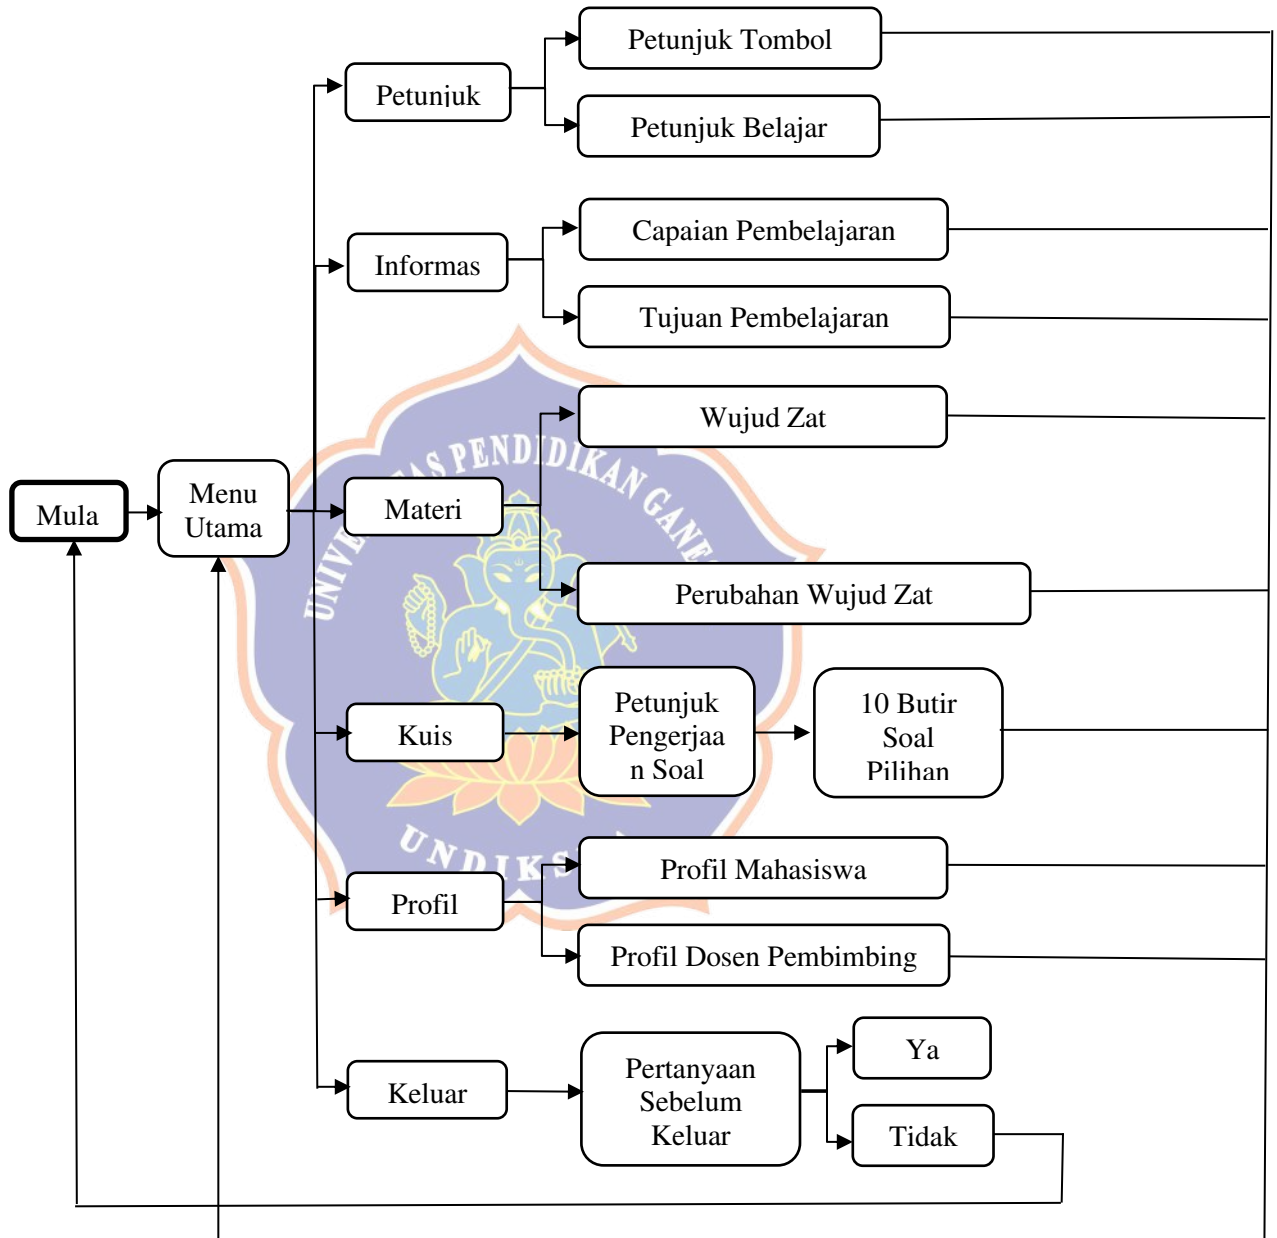 Petunjuk Tombol
Petunjuk
Petunjuk Belajar
Capaian Pembelajaran
Informas
Tujuan Pembelajaran
Wujud Zat
Mula
Menu
Utama
Materi
Perubahan Wujud Zat
Kuis
Petunjuk
Pengerjaa
n Soal
10 Butir
Soal
Pilihan
Profil
Profil Mahasiswa
Profil Dosen Pembimbing
Keluar
Pertanyaan
Sebelum
Keluar
Ya
Tidak
PENDIDIKAN